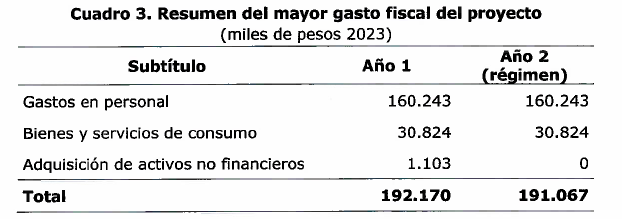 Cuadro 3. Resumen del mayor gasto fiscal del proyecto
(miles de pesos 2023)
Subtítulo Año 1 Año 2 (régimen)
Gastos en personal 160.243 160.243
Bienes y servicios de consumo 30.824 30.824
Adquisición de activos no financieros 1.103 0
Total 192.170 191.067